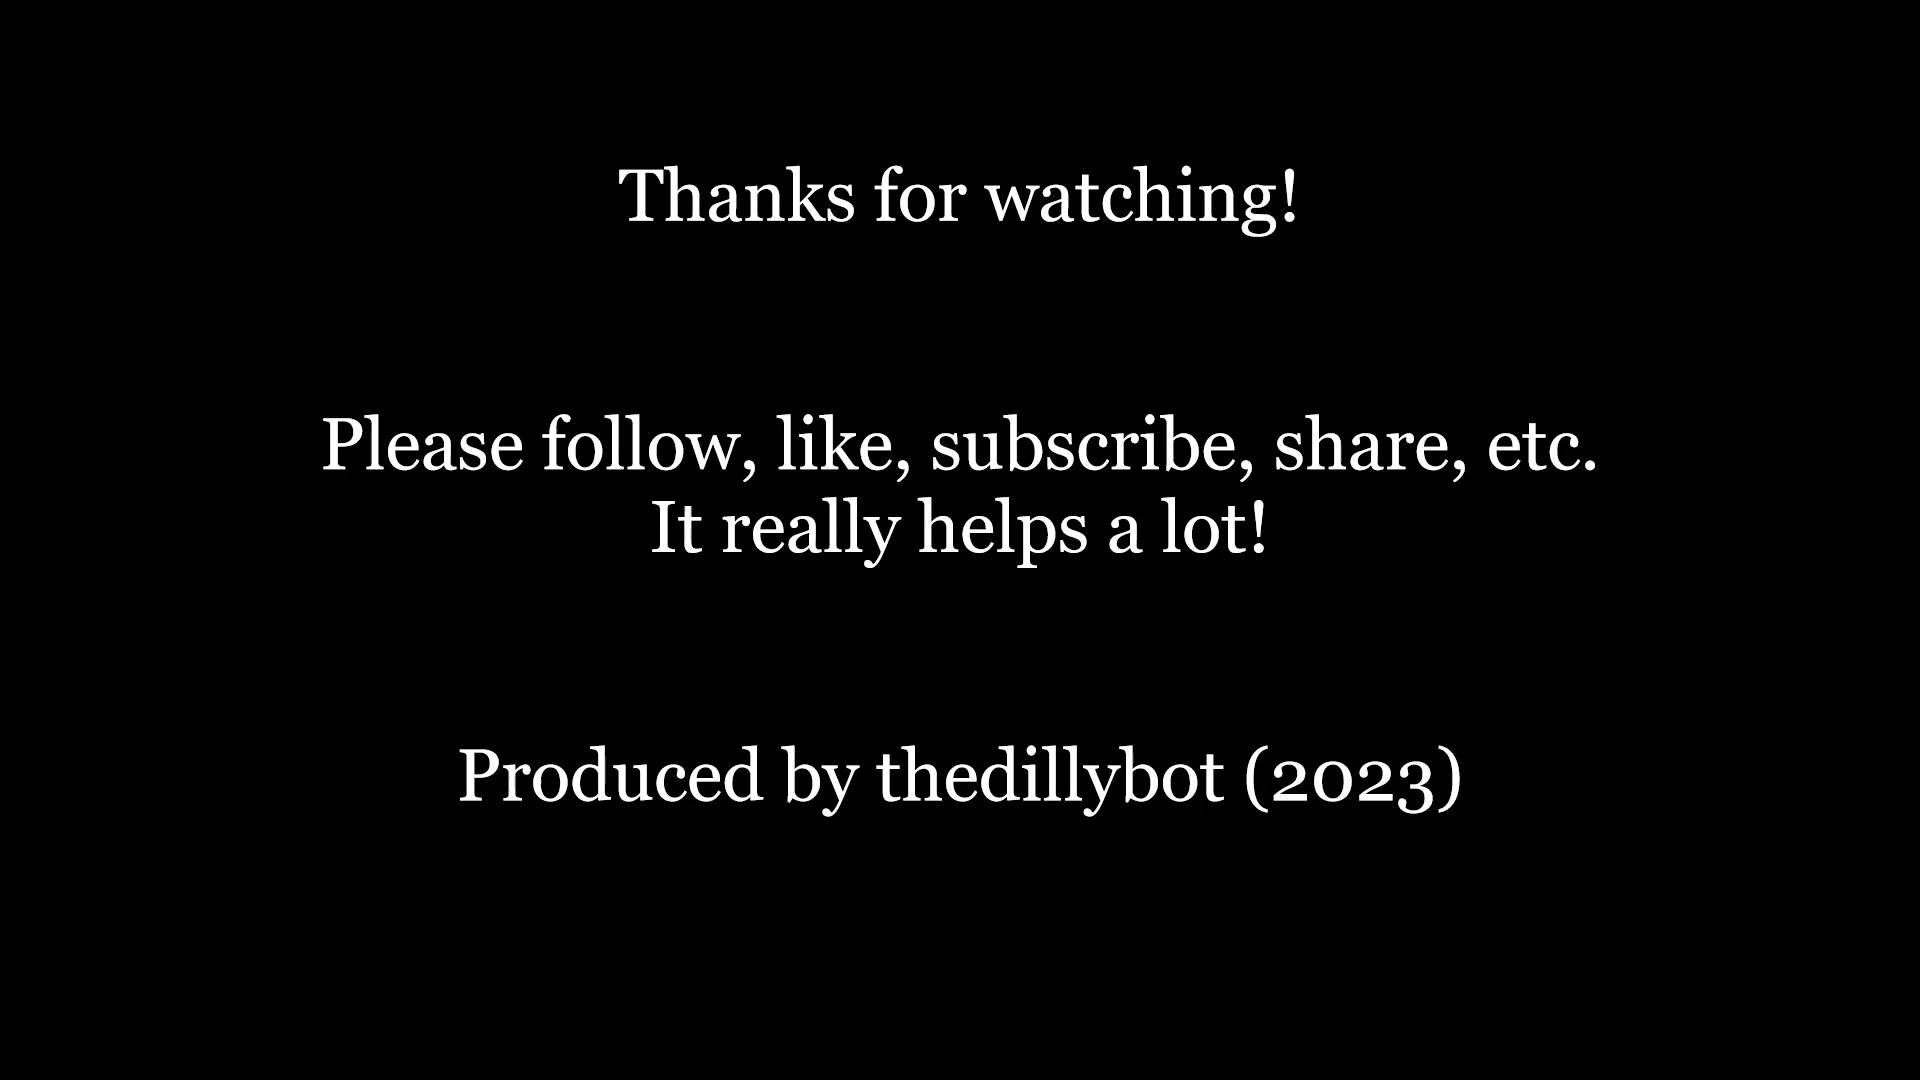 Thanks for watching!
Please follow, like, subscribe, share, etc.
It really helps a lot!
Produced by thedillybot (2023)